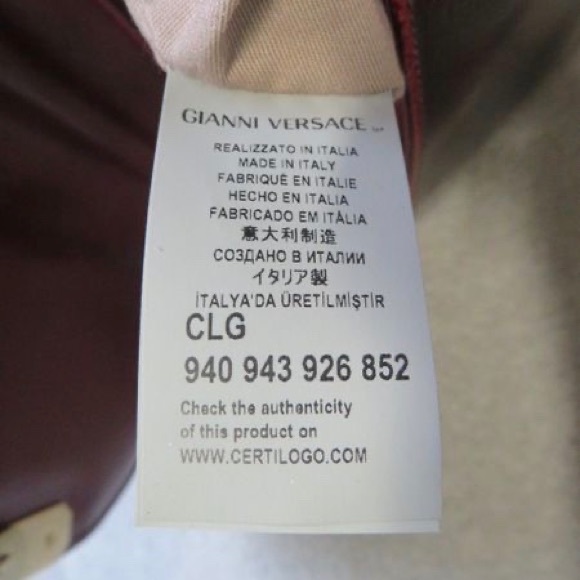 GIANNI VERSACE
REALIZZATO IN ITALIA
MADE IN ITALY
FABRIQUÉ EN ITALIE
HECHO EN ITALIA
FABRICADO EM ITÀLIA
意大利制造
СОЗДАНО В ИТАЛИИ
イタリア製
İTALYA'DA ÜRETİLMİŞTİR
CLG
940 943 926 852
Check the authenticity
of this product on
WWW.CERTILOGO.COM